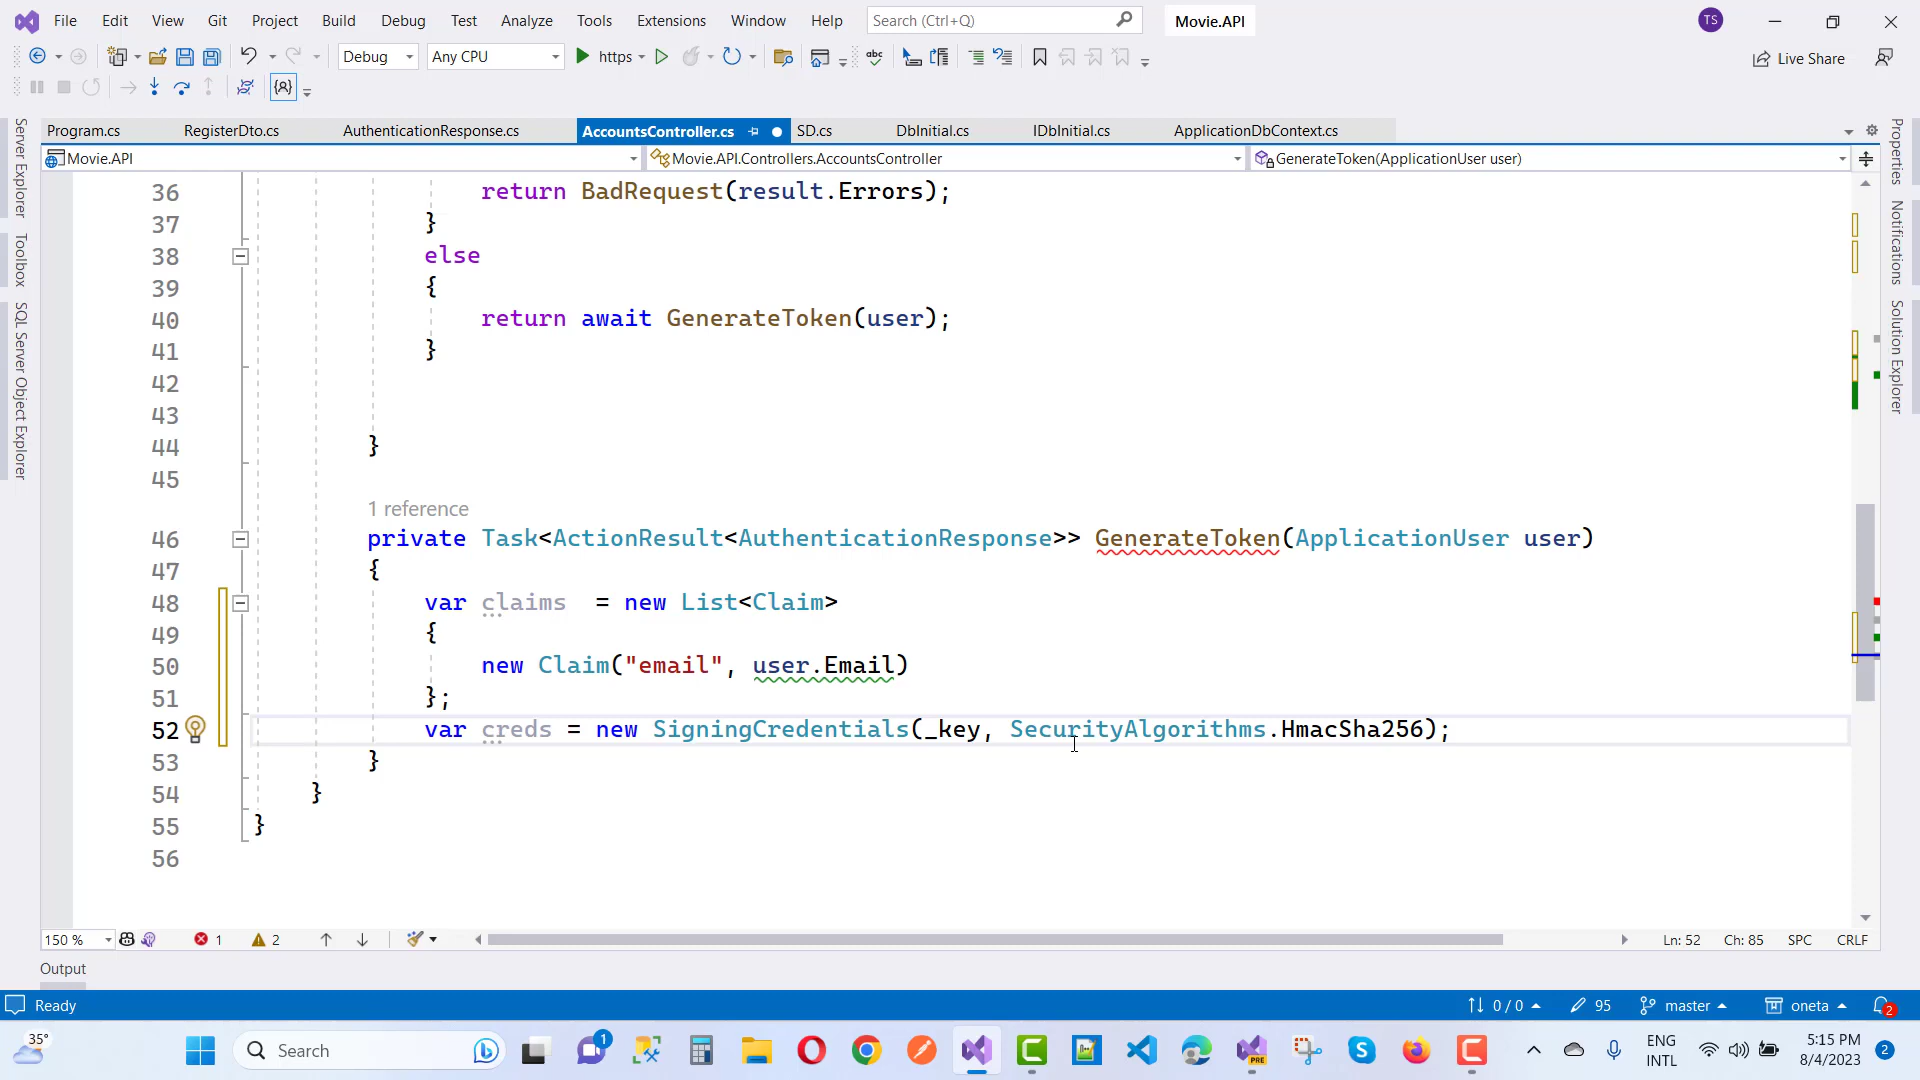 File Edit View Git Project Build Debug Test Analyze Tools Extensions Window Help Search (Ctrl+Q) Movie.API TS
Debug Any CPU https Live Share
Program.cs RegisterDto.cs AuthenticationResponse.cs AccountsController.cs SD.cs DbInitial.cs IDbInitial.cs ApplicationDbContext.cs
Movie.API Movie.API.Controllers.AccountsController GenerateToken(ApplicationUser user)
Server Explorer
Toolbox
SQL Server Object Explorer
Properties
Notifications
Solution Explorer
36 return BadRequest(result.Errors);
37 }
38 else
39 {
40 return await GenerateToken(user);
41 }
42
43
44 }
45
1 reference
46 private Task<ActionResult<AuthenticationResponse>> GenerateToken(ApplicationUser user)
47 {
48 var claims  = new List<Claim>
49 {
50 new Claim("email", user.Email)
51 };
52 var creds = new SigningCredentials(_key, SecurityAlgorithms.HmacSha256);
53 }
54 }
55 }
56
150 % 1 2 Ln: 52 Ch: 85 SPC CRLF
Output
Ready 0 / 0 95 master oneta 2
35° Search 1 PRE ENG INTL 5:15 PM 8/4/2023 2